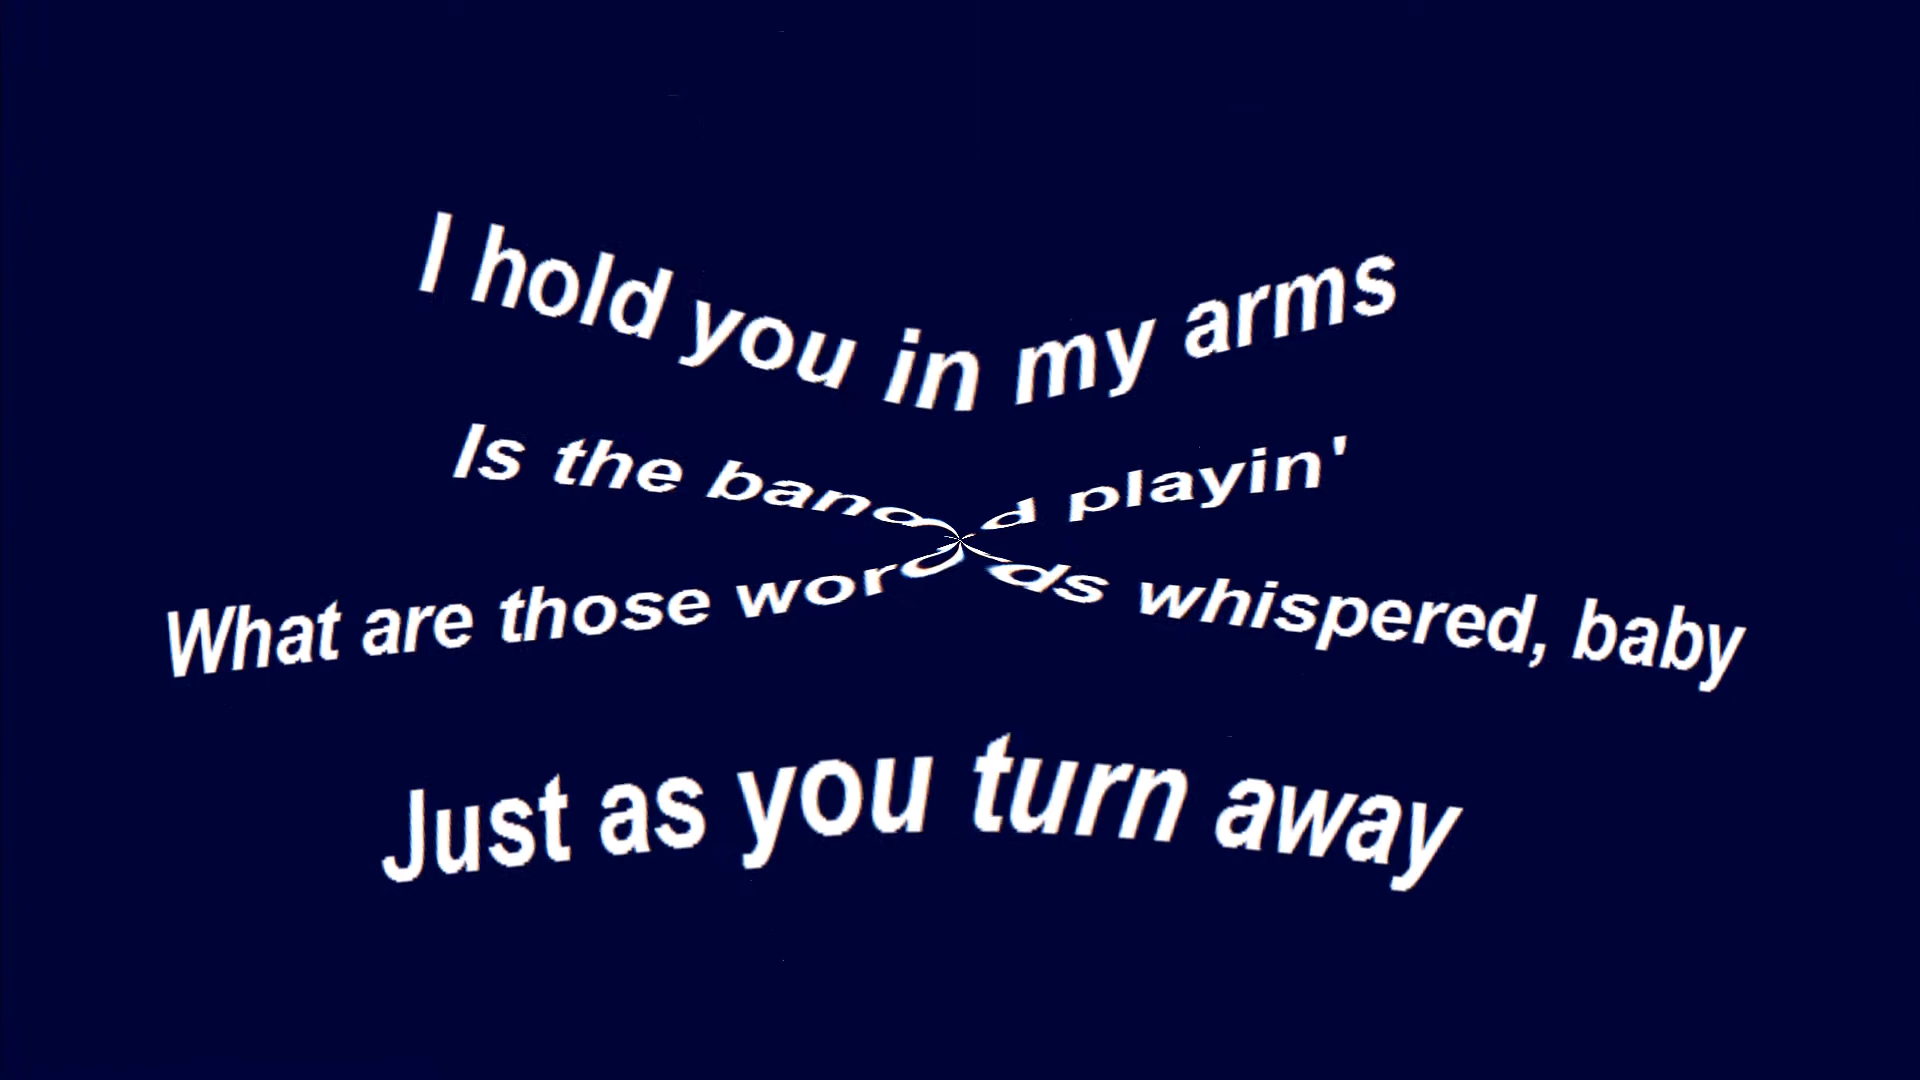 I hold you in my arms
Is the band playin'
What are those words whispered, baby
Just as you turn away